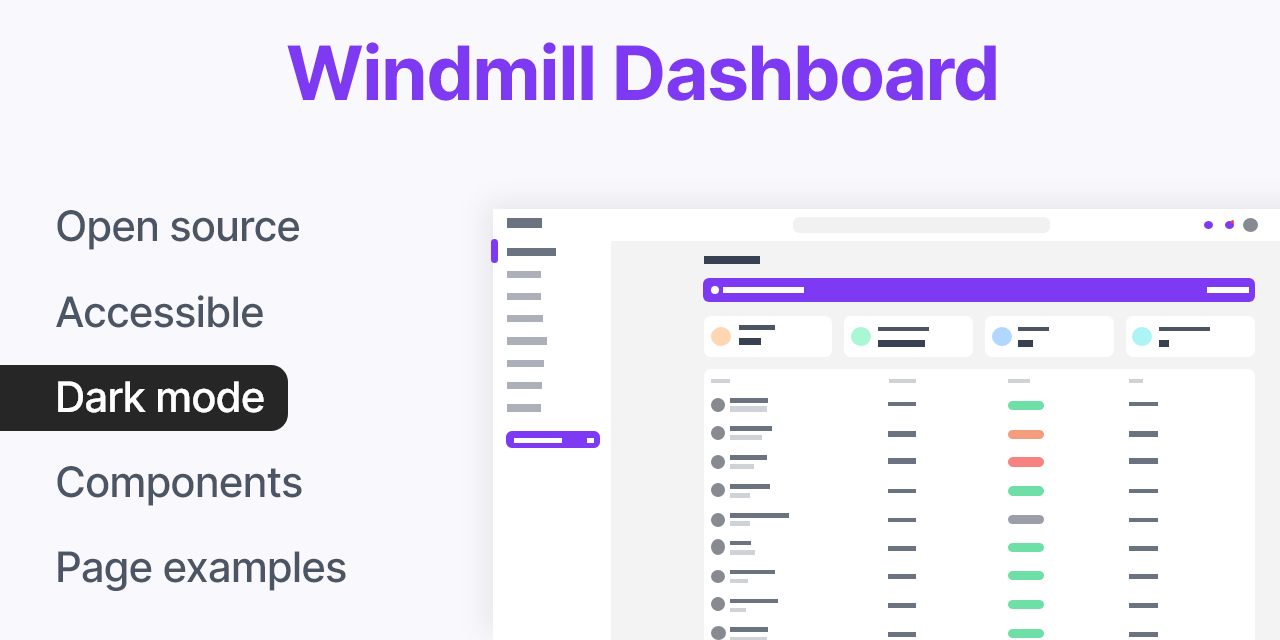 Windmill Dashboard
Open source
Accessible
Dark mode
Components
Page examples